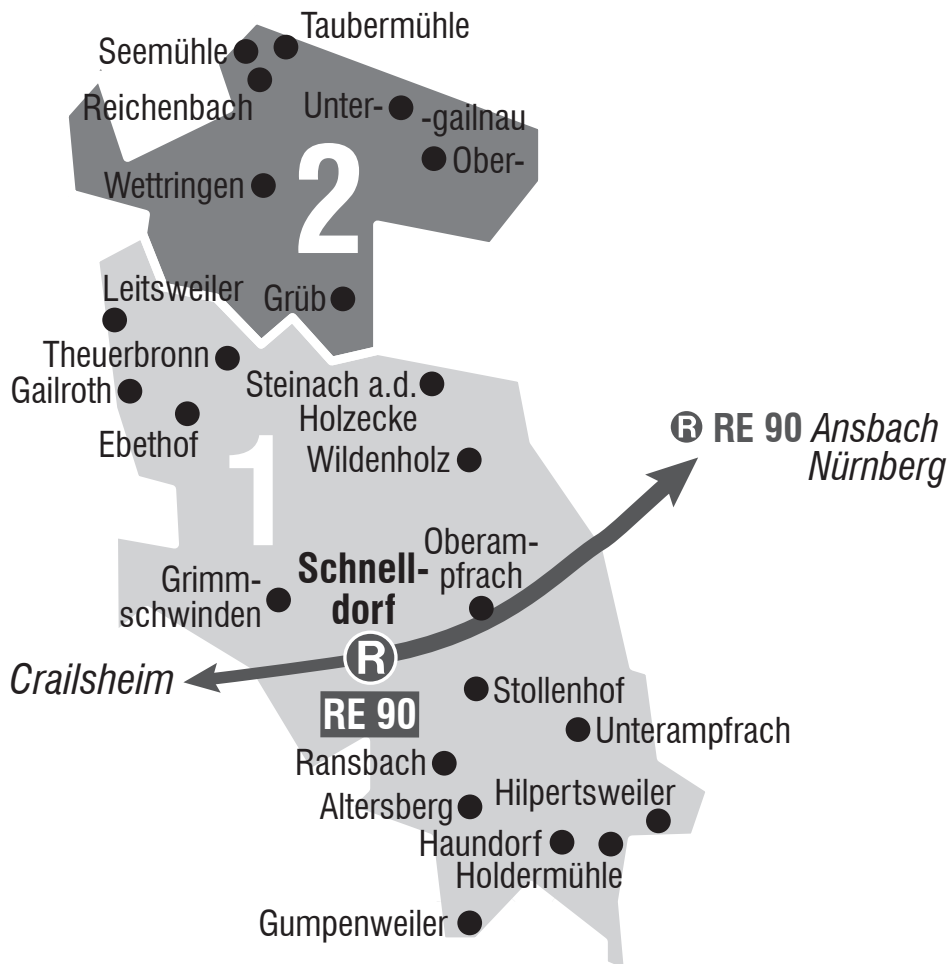 Taubermühle
Seemühle
Reichenbach
Unter-
-gailnau
Ober-
Wettringen
2
Grüb
Leitsweiler
Theuerbronn
Gailroth
Ebethof
Steinach a.d.
Holzecke
1
Wildenholz
R RE 90 Ansbach
Nürnberg
Oberam-
pfrach
Schnell-
dorf
Grimm-
schwinden
R
Crailsheim
RE 90
Stollenhof
Unterampfrach
Ransbach
Hilpertsweiler
Altersberg
Haundorf
Holdermühle
Gumpenweiler